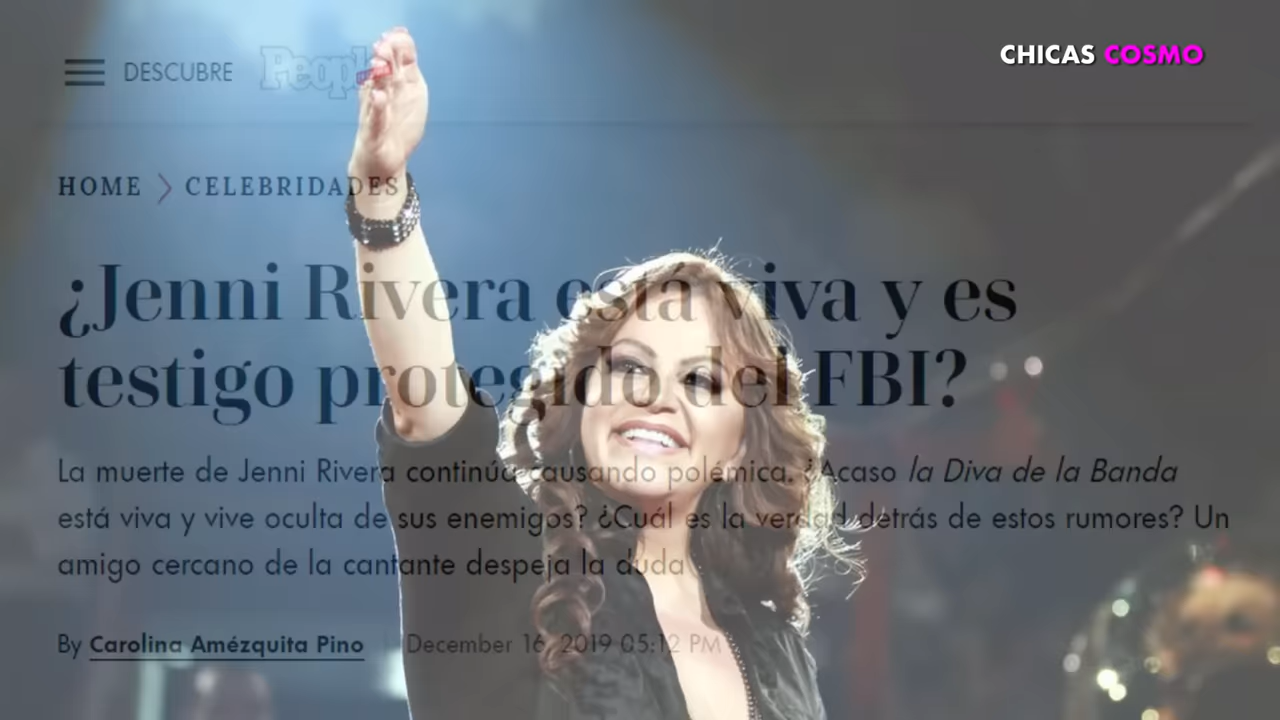 CHICAS COSMO
DESCUBRE People
HOME > CELEBRIDADES
¿Jenni Rivera está viva y es
testigo protegido del FBI?
La muerte de Jenni Rivera continúa causando polémica. ¿Acaso la Diva de la Banda
está viva y vive oculta de sus enemigos? ¿Cuál es la verdad detrás de estos rumores? Un
amigo cercano de la cantante despeja la duda
By Carolina Amézquita Pino December 16, 2019 05:12 PM